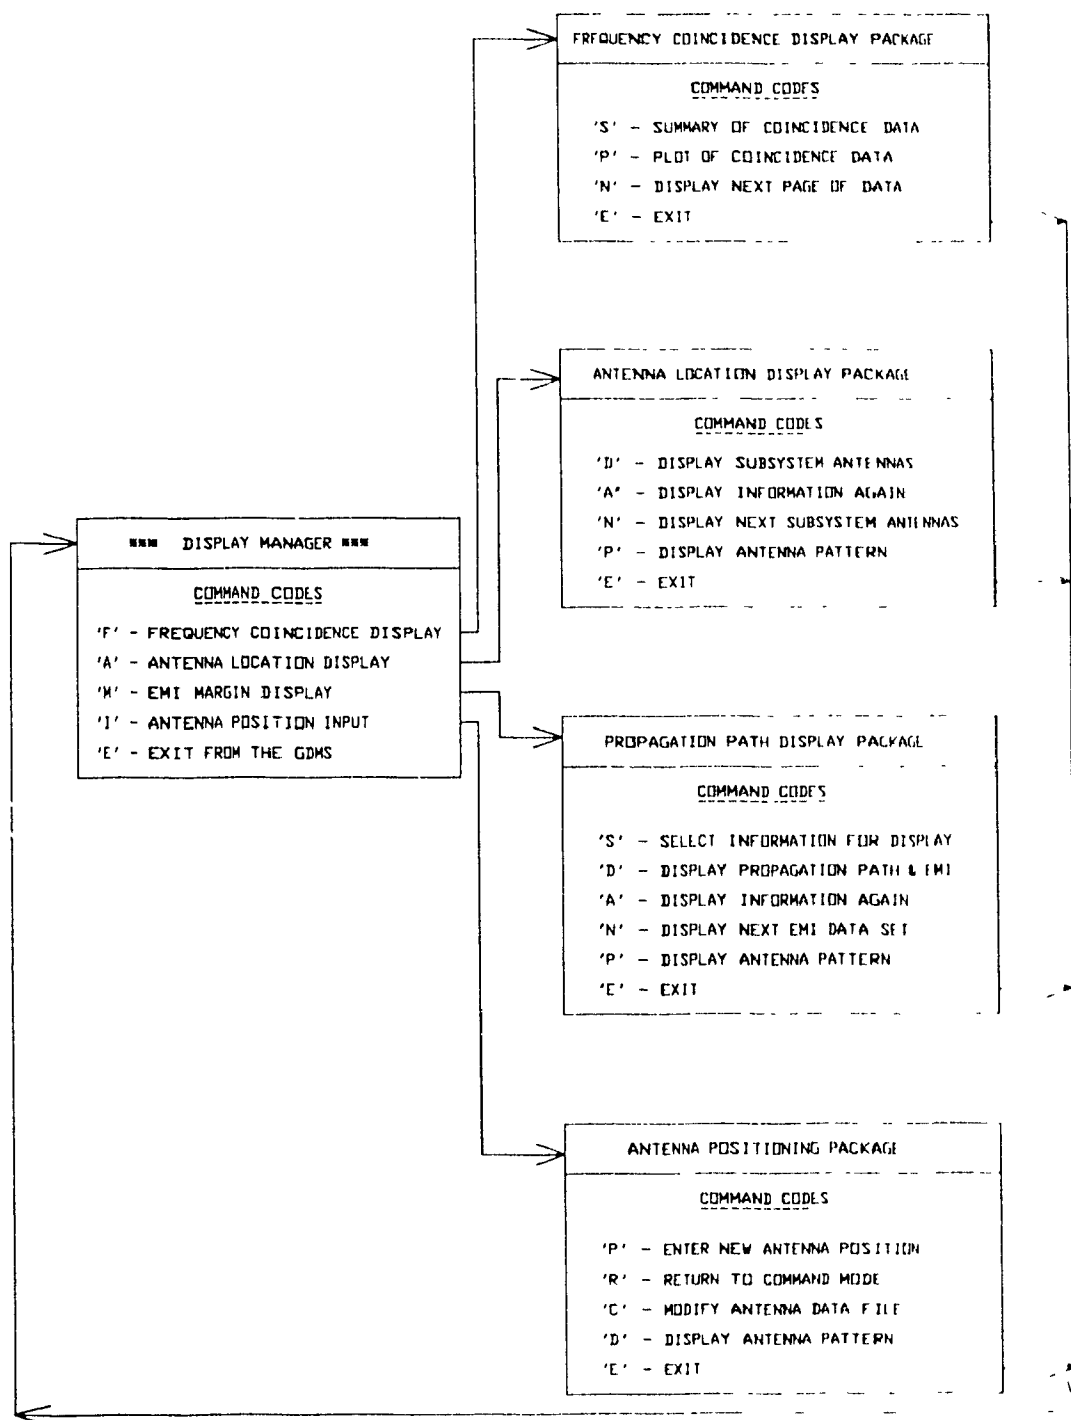 FREQUENCY COINCIDENCE DISPLAY PACKAGE
COMMAND CODES
'S' - SUMMARY OF COINCIDENCE DATA
'P' - PLOT OF COINCIDENCE DATA
'N' - DISPLAY NEXT PAGE OF DATA
'E' - EXIT
ANTENNA LOCATION DISPLAY PACKAGE
COMMAND CODES
'D' - DISPLAY SUBSYSTEM ANTENNAS
'A' - DISPLAY INFORMATION AGAIN
'N' - DISPLAY NEXT SUBSYSTEM ANTENNAS
'P' - DISPLAY ANTENNA PATTERN
'E' - EXIT
*** DISPLAY MANAGER ***
COMMAND CODES
'F' - FREQUENCY COINCIDENCE DISPLAY
'A' - ANTENNA LOCATION DISPLAY
'M' - EMI MARGIN DISPLAY
'I' - ANTENNA POSITION INPUT
'E' - EXIT FROM THE GDMS
PROPAGATION PATH DISPLAY PACKAGE
COMMAND CODES
'S' - SELECT INFORMATION FOR DISPLAY
'D' - DISPLAY PROPAGATION PATH & EMI
'A' - DISPLAY INFORMATION AGAIN
'N' - DISPLAY NEXT EMI DATA SET
'P' - DISPLAY ANTENNA PATTERN
'E' - EXIT
ANTENNA POSITIONING PACKAGE
COMMAND CODES
'P' - ENTER NEW ANTENNA POSITION
'R' - RETURN TO COMMAND MODE
'C' - MODIFY ANTENNA DATA FILE
'D' - DISPLAY ANTENNA PATTERN
'E' - EXIT